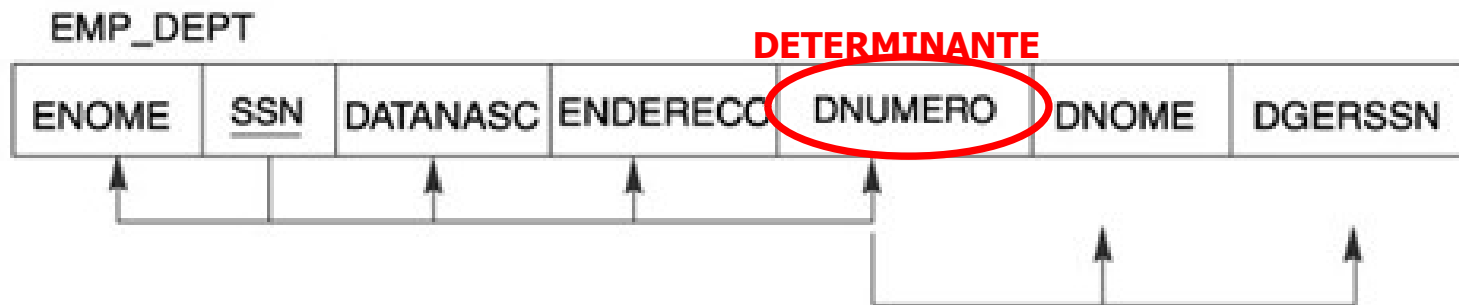 EMP_DEPT
DETERMINANTE
ENOME SSN DATANASC ENDERECO DNUMERO DNOME DGERSSN